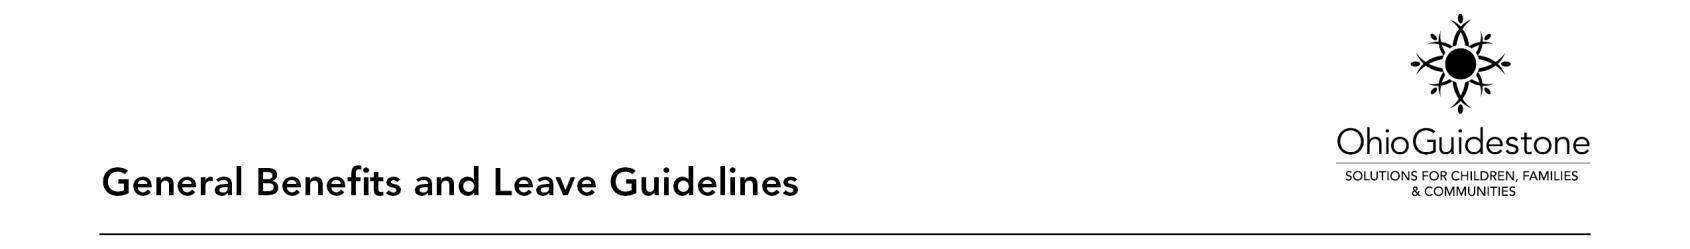 OhioGuidestone
SOLUTIONS FOR CHILDREN, FAMILIES
& COMMUNITIES
General Benefits and Leave Guidelines